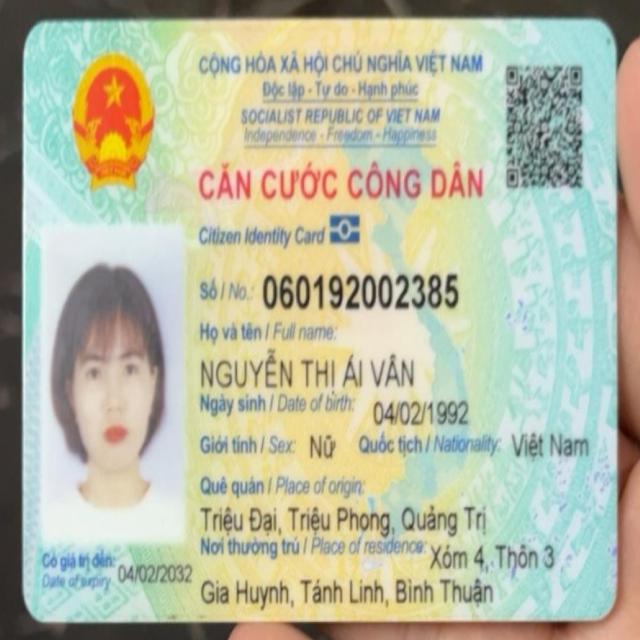 CỘNG HÒA XÃ HỘI CHỦ NGHĨA VIỆT NAM
Độc lập - Tự do - Hạnh phúc
SOCIALIST REPUBLIC OF VIET NAM
Independence - Freedom - Happiness
CĂN CƯỚC CÔNG DÂN
Citizen Identity Card
Số / No.: 060192002385
Họ và tên / Full name:
NGUYỄN THỊ ÁI VÂN
Ngày sinh / Date of birth: 04/02/1992
Giới tính / Sex: Nữ Quốc tịch / Nationality: Việt Nam
Quê quán / Place of origin:
Triệu Đại, Triệu Phong, Quảng Trị
Nơi thường trú / Place of residence: Xóm 4, Thôn 3
Gia Huynh, Tánh Linh, Bình Thuận
Có giá trị đến: 04/02/2032
Date of expiry